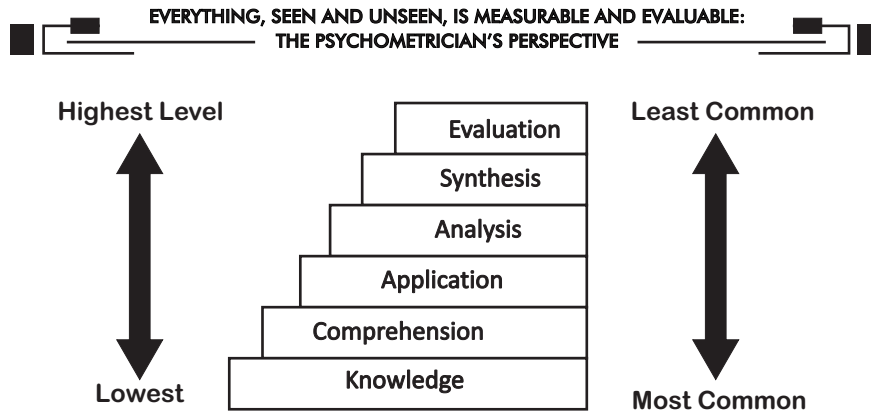 EVERYTHING, SEEN AND UNSEEN, IS MEASURABLE AND EVALUABLE:
THE PSYCHOMETRICIAN'S PERSPECTIVE
Highest Level
Least Common
Evaluation
Synthesis
Analysis
Application
Comprehension
Knowledge
Lowest
Most Common